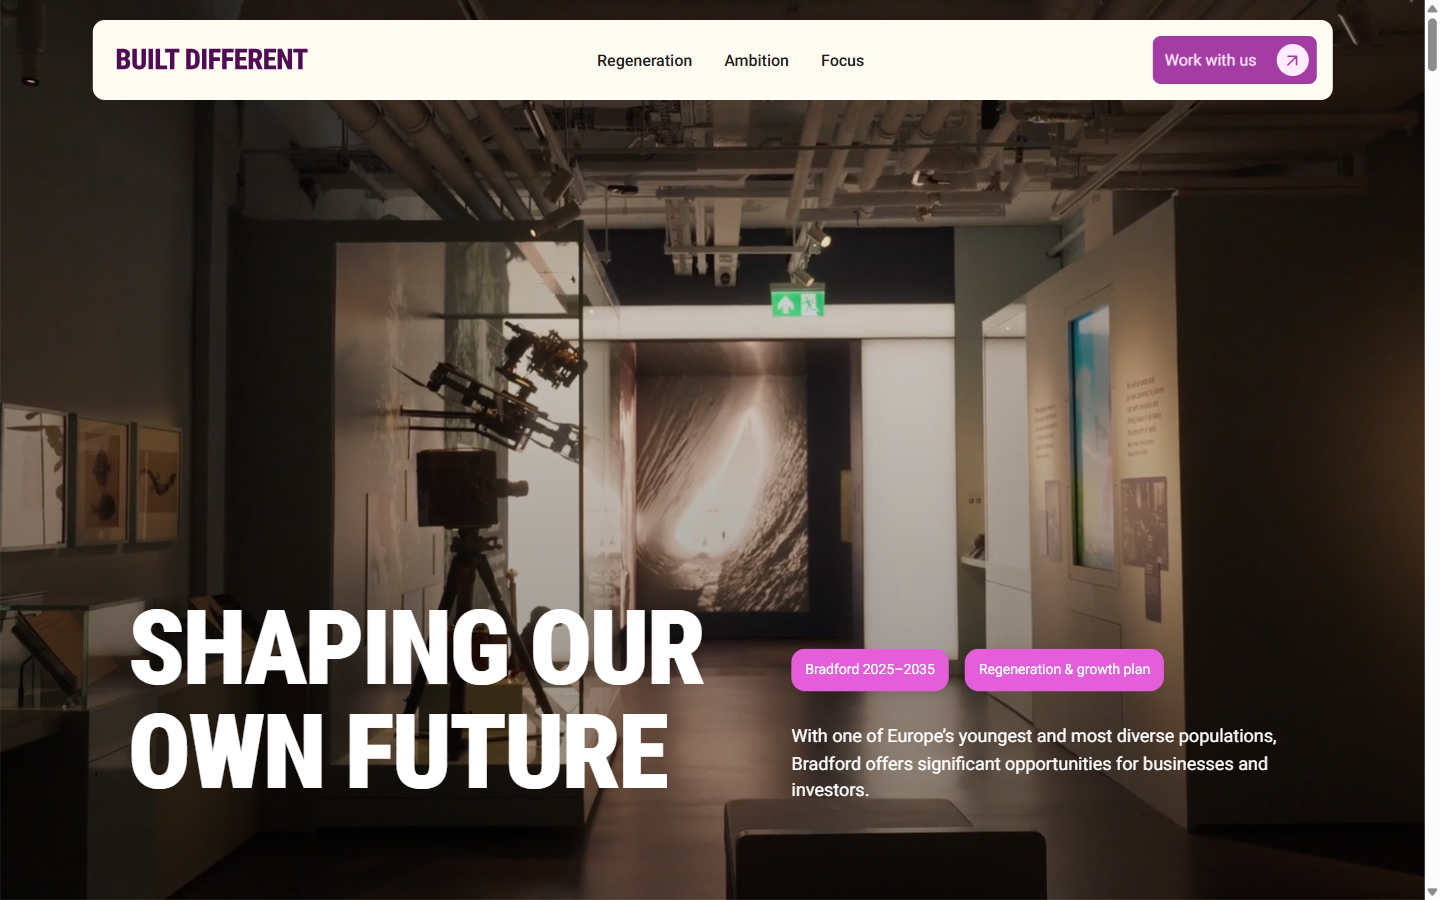 BUILT DIFFERENT
Regeneration
Ambition
Focus
Work with us
SHAPING OUR
OWN FUTURE
Bradford 2025–2035
Regeneration & growth plan
With one of Europe’s youngest and most diverse populations,
Bradford offers significant opportunities for businesses and
investors.